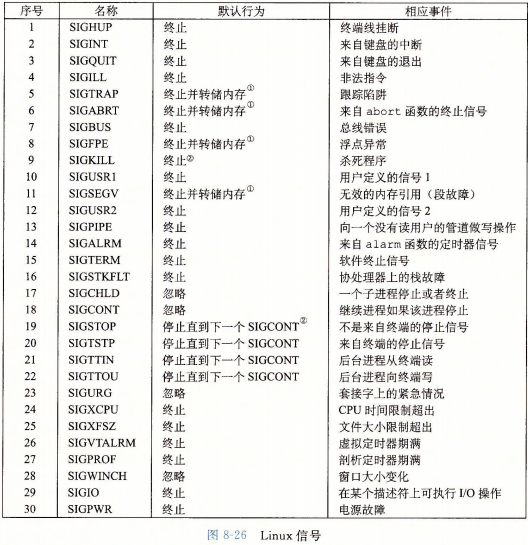 序号 名称 默认行为 相应事件
1 SIGHUP 终止 终端线挂断
2 SIGINT 终止 来自键盘的中断
3 SIGQUIT 终止 来自键盘的退出
4 SIGILL 终止 非法指令
5 SIGTRAP 终止并转储内存① 跟踪陷阱
6 SIGABRT 终止并转储内存① 来自 abort 函数的终止信号
7 SIGBUS 终止 总线错误
8 SIGFPE 终止并转储内存① 浮点异常
9 SIGKILL 终止② 杀死程序
10 SIGUSR1 终止 用户定义的信号 1
11 SIGSEGV 终止并转储内存① 无效的内存引用（段故障）
12 SIGUSR2 终止 用户定义的信号 2
13 SIGPIPE 终止 向一个没有读用户的管道做写操作
14 SIGALRM 终止 来自 alarm 函数的定时器信号
15 SIGTERM 终止 软件终止信号
16 SIGSTKFLT 终止 协处理器上的栈故障
17 SIGCHLD 忽略 一个子进程停止或者终止
18 SIGCONT 忽略 继续进程如果该进程停止
19 SIGSTOP 停止直到下一个 SIGCONT② 不是来自终端的停止信号
20 SIGTSTP 停止直到下一个 SIGCONT 来自终端的停止信号
21 SIGTTIN 停止直到下一个 SIGCONT 后台进程从终端读
22 SIGTTOU 停止直到下一个 SIGCONT 后台进程向终端写
23 SIGURG 忽略 套接字上的紧急情况
24 SIGXCPU 终止 CPU 时间限制超出
25 SIGXFSZ 终止 文件大小限制超出
26 SIGVTALRM 终止 虚拟定时器期满
27 SIGPROF 终止 剖析定时器期满
28 SIGWINCH 忽略 窗口大小变化
29 SIGIO 终止 在某个描述符上可执行 I/O 操作
30 SIGPWR 终止 电源故障
图 8-26 Linux 信号